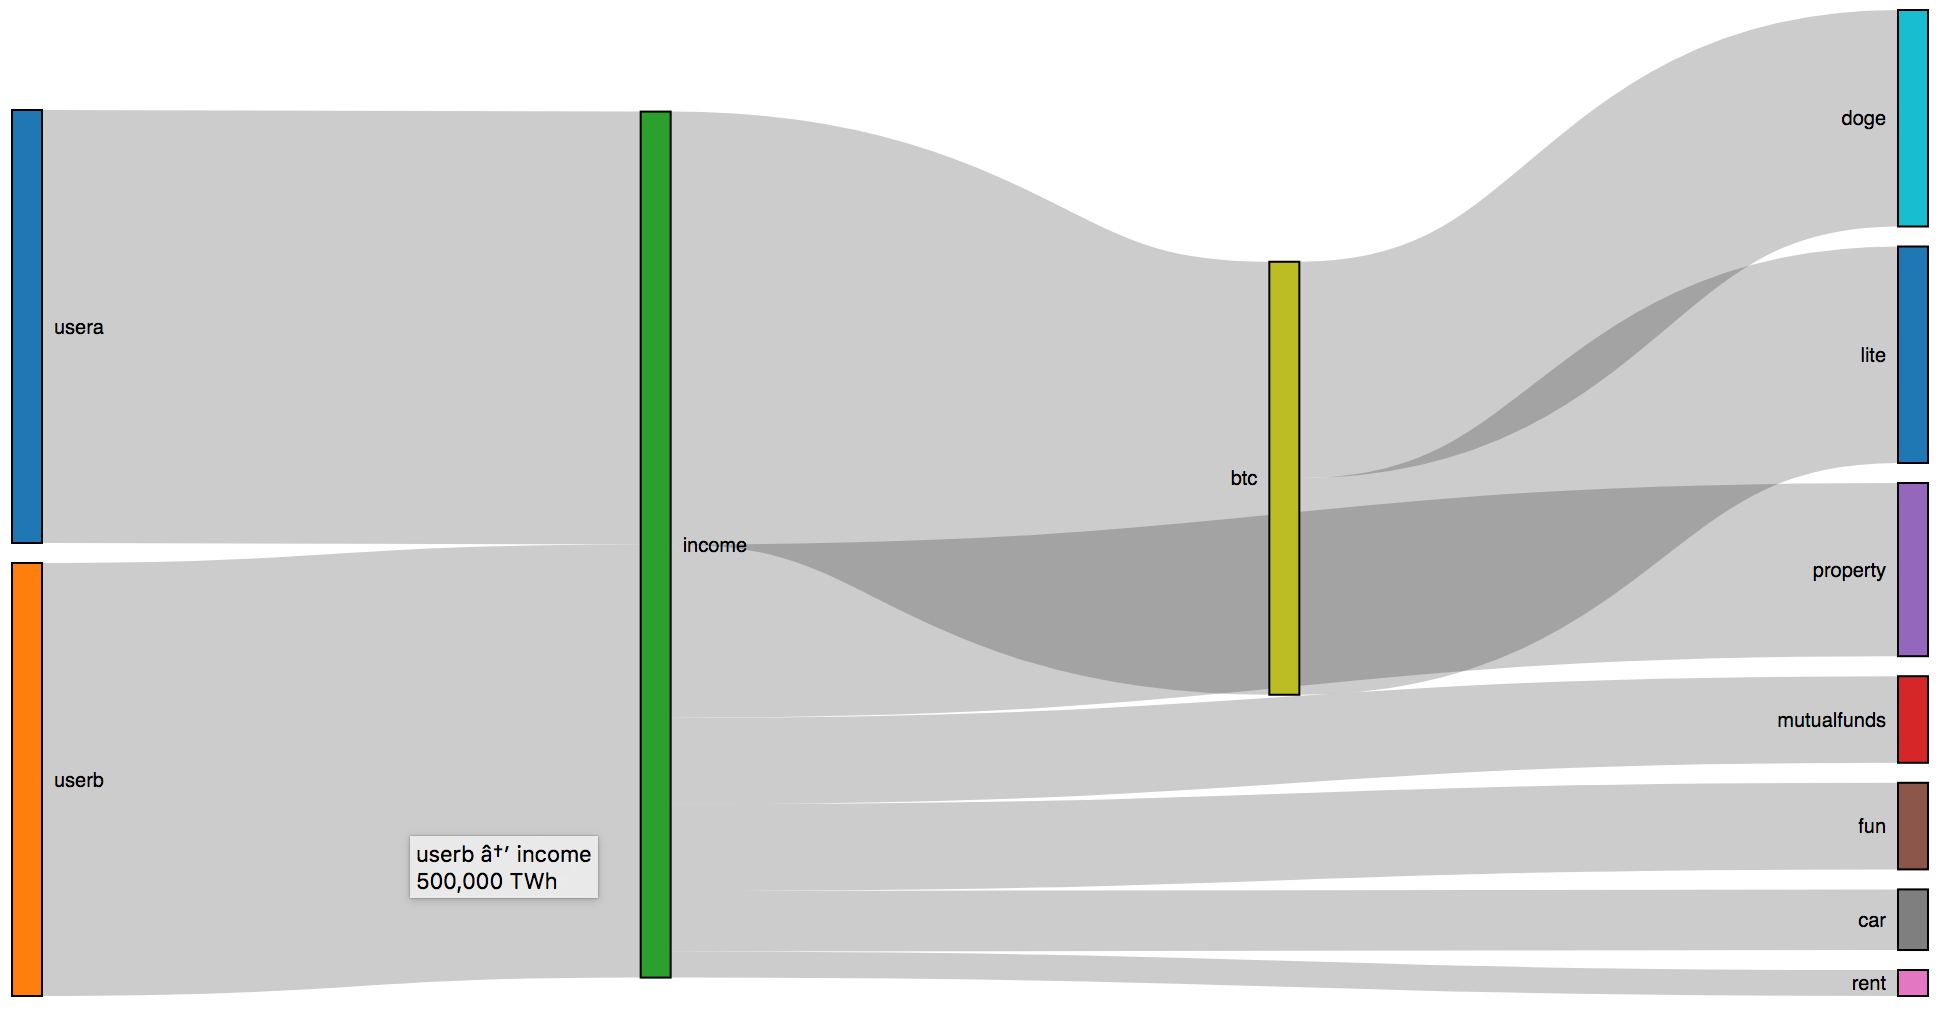 usera
userb
income
userb â†’ income
500,000 TWh
btc
doge
lite
property
mutualfunds
fun
car
rent